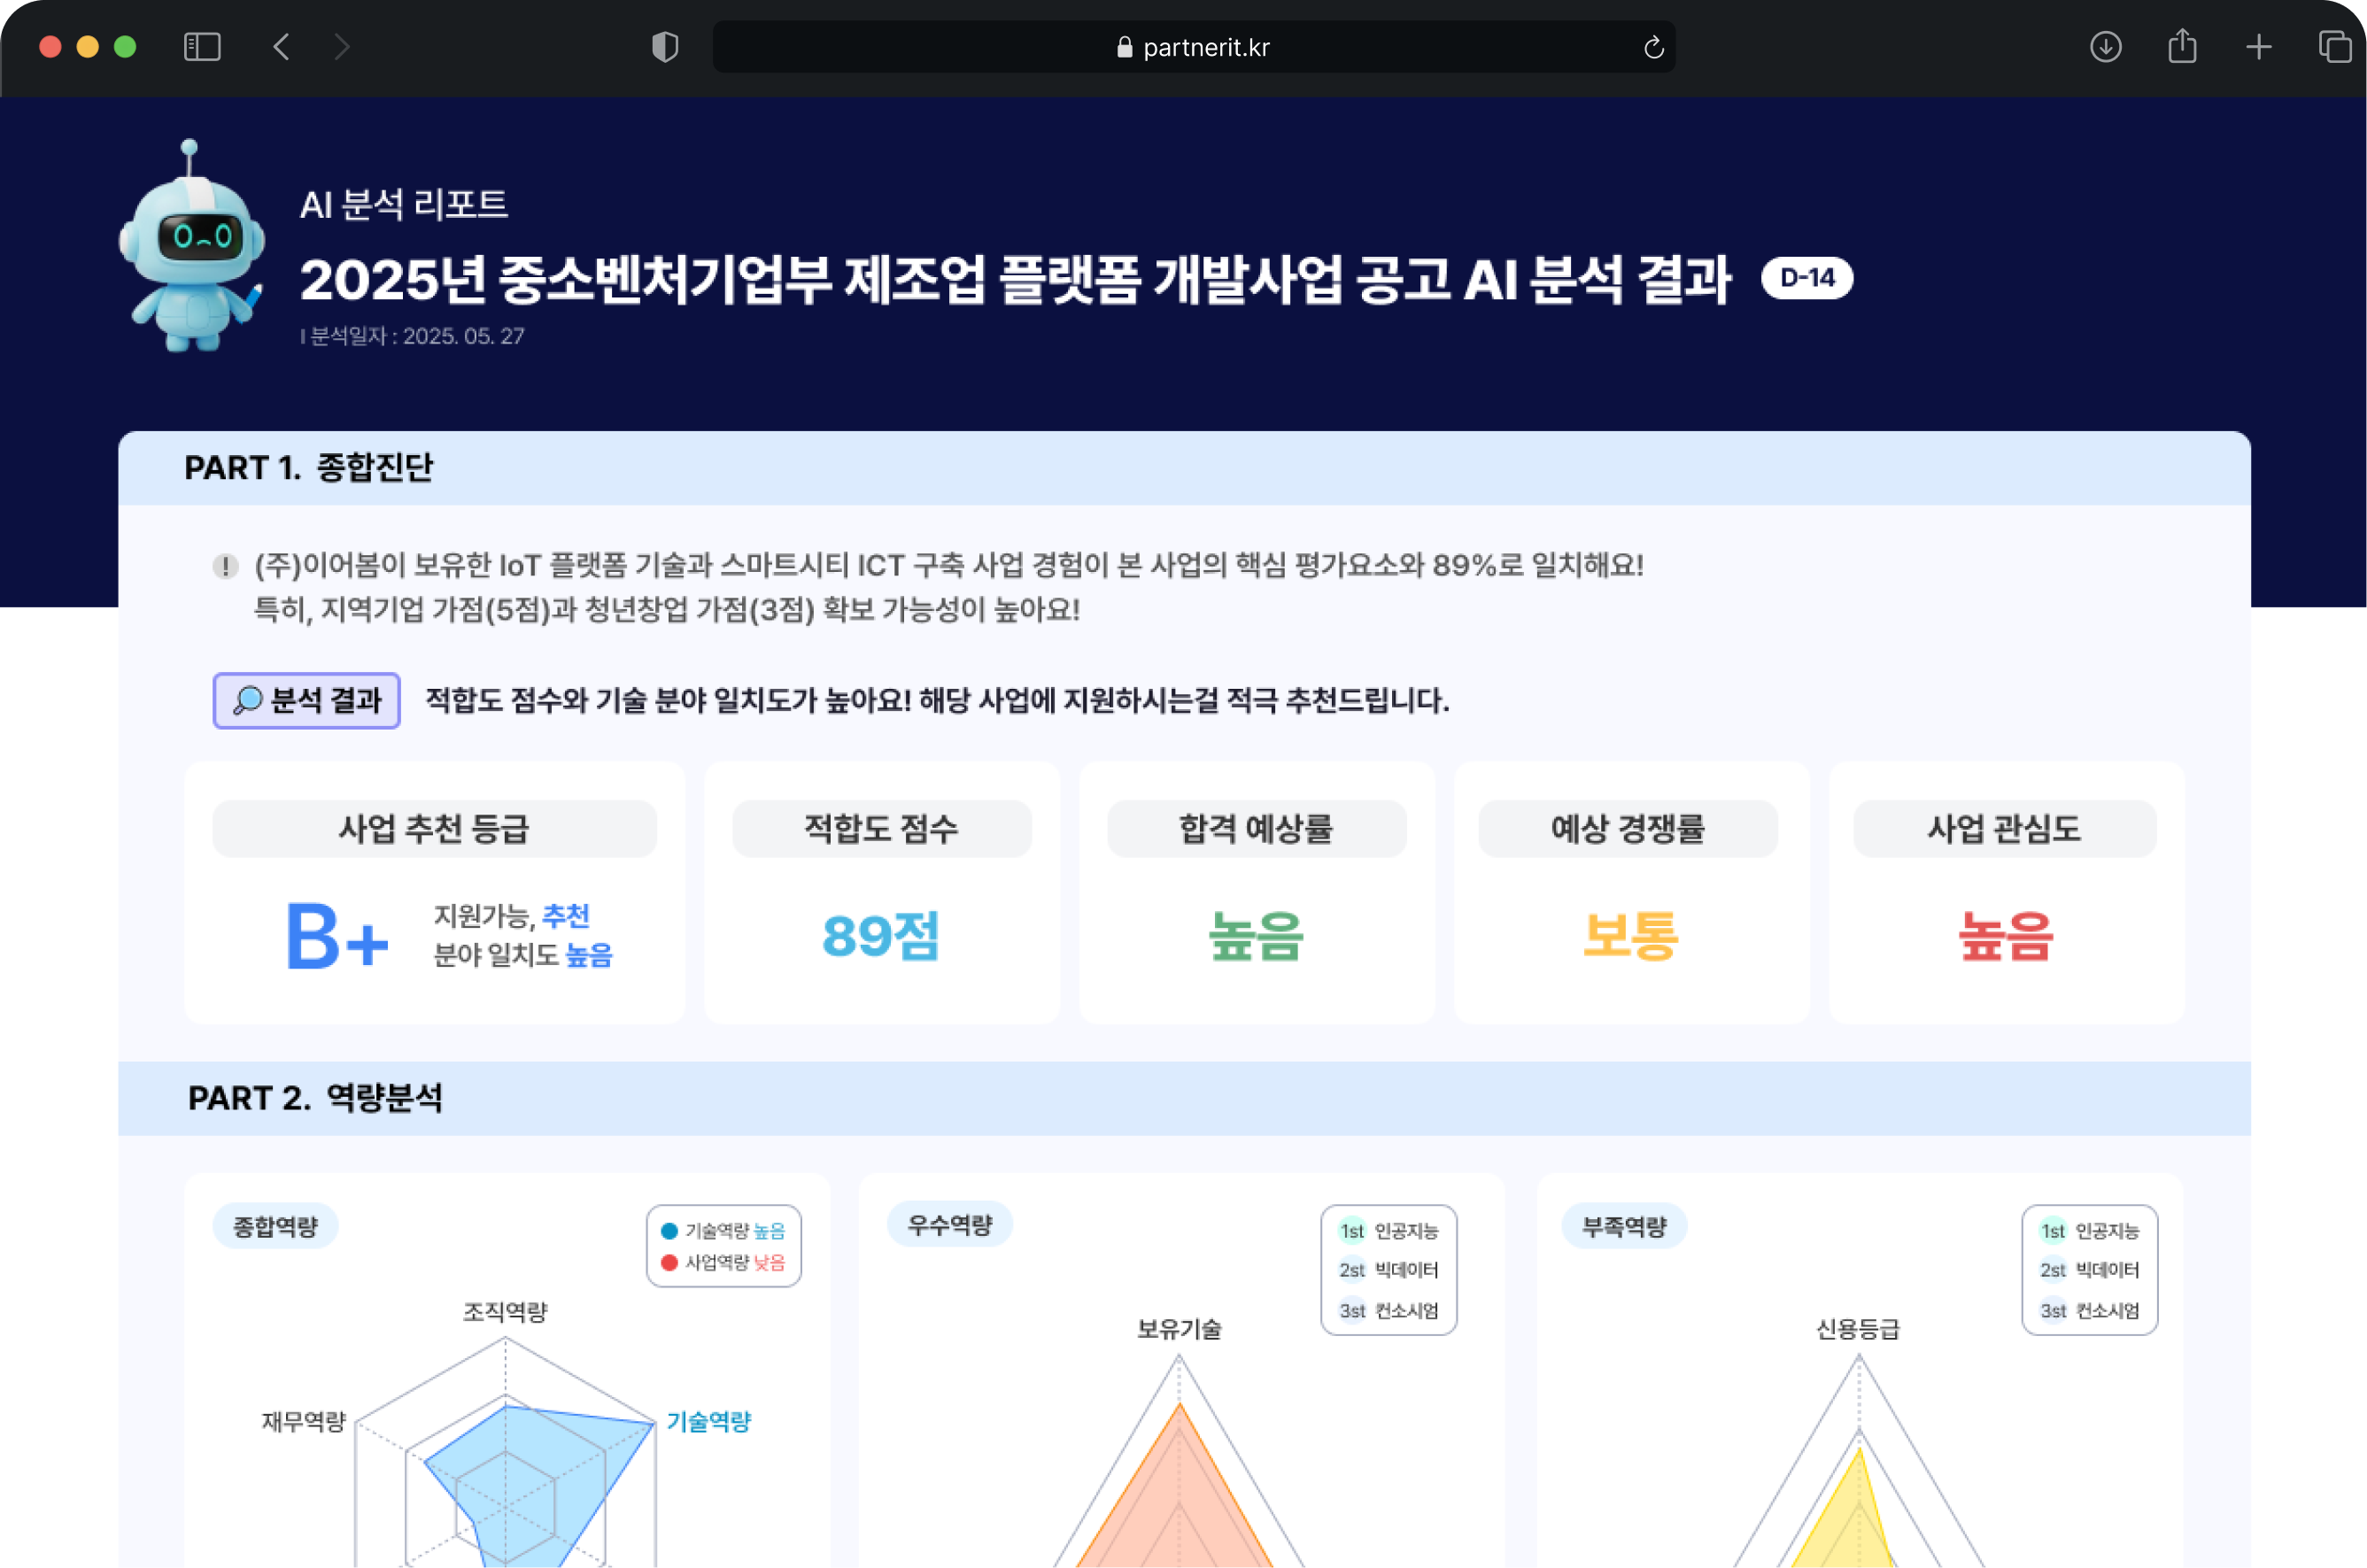 partnerit.kr
AI 분석 리포트
2025년 중소벤처기업부 제조업 플랫폼 개발사업 공고 AI 분석 결과 D-14
| 분석일자 : 2025. 05. 27
PART 1. 종합진단
! (주)이어봄이 보유한 IoT 플랫폼 기술과 스마트시티 ICT 구축 사업 경험이 본 사업의 핵심 평가요소와 89%로 일치해요!
특히, 지역기업 가점(5점)과 청년창업 가점(3점) 확보 가능성이 높아요!
분석 결과 적합도 점수와 기술 분야 일치도가 높아요! 해당 사업에 지원하시는걸 적극 추천드립니다.
사업 추천 등급
B+
지원가능, 추천
분야 일치도 높음
적합도 점수
89점
합격 예상률
높음
예상 경쟁률
보통
사업 관심도
높음
PART 2. 역량분석
종합역량
기술역량 높음
사업역량 낮음
조직역량
재무역량
기술역량
우수역량
1st 인공지능
2st 빅데이터
3st 컨소시엄
보유기술
부족역량
1st 인공지능
2st 빅데이터
3st 컨소시엄
신용등급